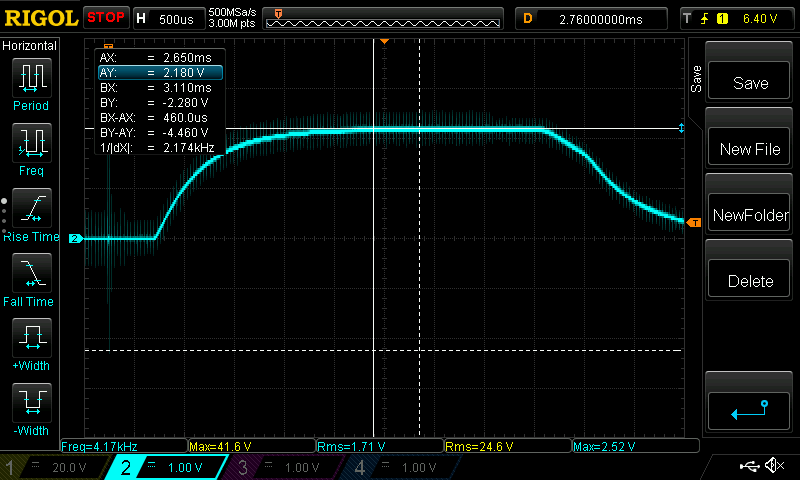 RIGOL STOP H 500us 500MSa/s 3.00M pts T D 2.76000000ms T 1 6.40 V
Horizontal
Period
Freq
Rise Time
Fall Time
+Width
-Width
AX: = 2.650ms
AY: = 2.180 V
BX: = 3.110ms
BY: = -2.280 V
BX-AX: = 460.0us
BY-AY: = -4.460 V
1/|dX|: = 2.174kHz
2
T
Save
Save
New File
NewFolder
Delete
Freq=4.17kHz Max=41.6 V Rms=1.71 V Rms=24.6 V Max=2.52 V
1 20.0 V 2 1.00 V 3 1.00 V 4 1.00 V